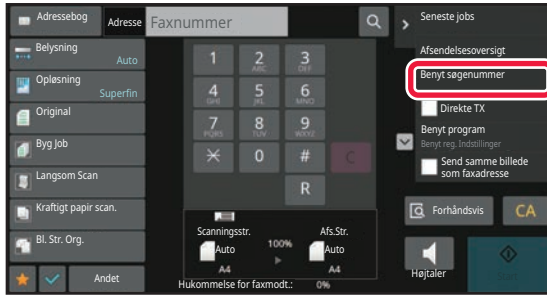 Adressebog
Adresse
Faxnummer
Belysning
Auto
Opløsning
Superfin
Original
Byg Job
Langsom Scan
Kraftigt papir scan.
Bl. Str. Org.
Andet
1
2
ABC
3
DEF
4
GHI
5
JKL
6
MNO
7
PQRS
8
TUV
9
WXYZ
0
#
C
R
Scanningsstr.
Auto
A4
100%
Afs.Str.
Auto
A4
Hukommelse for faxmodt.: 0%
Seneste jobs
Afsendelsesoversigt
Benyt søgenummer
Direkte TX
Benyt program
Benyt reg. Indstillinger
Send samme billede
som faxadresse
Forhåndsvis
CA
Højtaler
Start